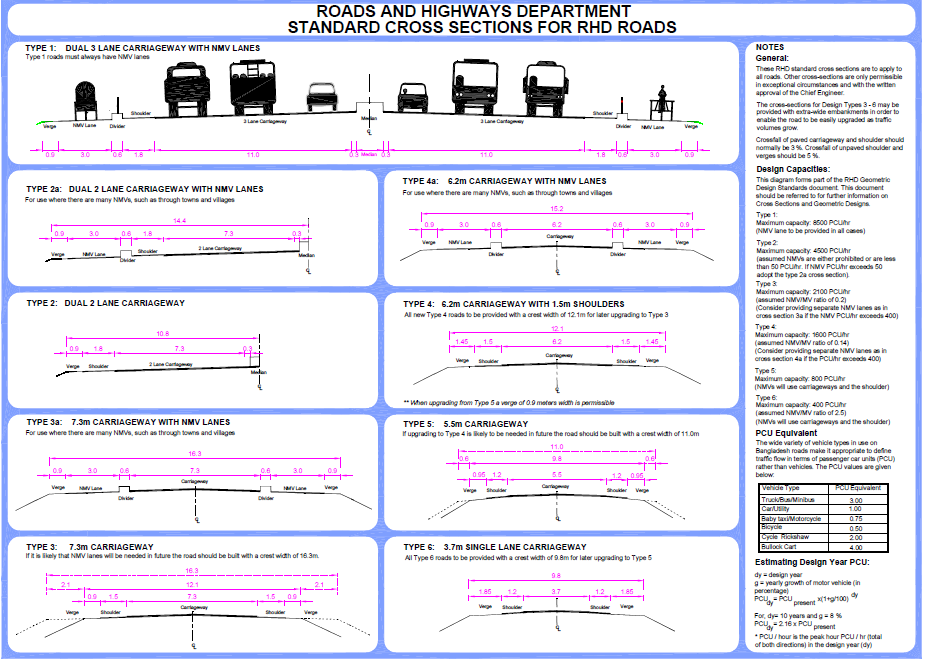 ROADS AND HIGHWAYS DEPARTMENT
STANDARD CROSS SECTIONS FOR RHD ROADS
TYPE 1: DUAL 3 LANE CARRIAGEWAY WITH NMV LANES
Type 1 roads must always have NMV lanes
Verge NMV Lane Divider Shoulder 3 Lane Carriageway Median 3 Lane Carriageway Shoulder Divider NMV Lane Verge
0.9 3.0 0.6 1.8 11.0 0.3 Median 0.3 11.0 1.8 0.6 3.0 0.9
TYPE 2a: DUAL 2 LANE CARRIAGEWAY WITH NMV LANES
For use where there are many NMVs, such as through towns and villages
14.4
0.9 3.0 0.6 1.8 7.3 0.3
Verge NMV Lane Divider Shoulder 2 Lane Carriageway Median
TYPE 2: DUAL 2 LANE CARRIAGEWAY
10.8
0.9 1.8 7.3 0.3
Verge Shoulder 2 Lane Carriageway Median
TYPE 3a: 7.3m CARRIAGEWAY WITH NMV LANES
For use where there are many NMVs, such as through towns and villages
16.3
0.9 3.0 0.6 7.3 0.6 3.0 0.9
Verge NMV Lane Divider Carriageway Divider NMV Lane Verge
TYPE 3: 7.3m CARRIAGEWAY
If it is likely that NMV lanes will be needed in future the road should be built with a crest width of 16.3m.
16.3
2.1 12.1 2.1
0.9 1.5 7.3 1.5 0.9
Verge Shoulder Carriageway Shoulder Verge
TYPE 4a: 6.2m CARRIAGEWAY WITH NMV LANES
For use where there are many NMVs, such as through towns and villages
15.2
0.9 3.0 0.6 6.2 0.6 3.0 0.9
Verge NMV Lane Divider Carriageway Divider NMV Lane Verge
TYPE 4: 6.2m CARRIAGEWAY WITH 1.5m SHOULDERS
All new Type 4 roads to be provided with a crest width of 12.1m for later upgrading to Type 3
12.1
1.45 1.5 6.2 1.5 1.45
Verge Shoulder Carriageway Shoulder Verge
** When upgrading from Type 5 a verge of 0.9 meters width is permissible
TYPE 5: 5.5m CARRIAGEWAY
If upgrading to Type 4 is likely to be needed in future the road should be built with a crest width of 11.0m
11.0
0.6 9.8 0.6
0.95 1.2 5.5 1.2 0.95
Verge Shoulder Carriageway Shoulder Verge
TYPE 6: 3.7m SINGLE LANE CARRIAGEWAY
All Type 6 roads to be provided with a crest width of 9.8m for later upgrading to Type 5
9.8
1.85 1.2 3.7 1.2 1.85
Verge Shoulder Carriageway Shoulder Verge
NOTES
General:
These RHD standard cross sections are to apply to
all roads. Other cross-sections are only permissible
in exceptional circumstances and with the written
approval of the Chief Engineer.
The cross-sections for Design Types 3 - 6 may be
provided with extra-wide embankments in order to
enable the road to be easily upgraded as traffic
volumes grow.
Crossfall of paved carriageway and shoulder should
normally be 3 %. Crossfall of unpaved shoulder and
verges should be 5 %.
Design Capacities:
This diagram forms part of the RHD Geometric
Design Standards document. This document
should be referred to for further information on
Cross Sections and Geometric Designs.
Type 1:
Maximum capacity: 8500 PCU/hr
(NMV lane to be provided in all cases)
Type 2:
Maximum capacity: 4500 PCU/hr
(assumed NMVs are either prohibited or are less
than 50 PCU/hr. If NMV PCU/hr exceeds 50
adopt the type 2a cross section).
Type 3:
Maximum capacity: 2100 PCU/hr
(assumed NMV/MV ratio of 0.2)
(Consider providing separate NMV lanes as in
cross section 3a if the NMV PCU/hr exceeds 400)
Type 4:
Maximum capacity: 1600 PCU/hr
(assumed NMV/MV ratio of 0.14)
(Consider providing separate NMV lanes as in
cross section 4a if the PCU/hr exceeds 400)
Type 5:
Maximum capacity: 800 PCU/hr
(NMVs will use carriageways and the shoulder)
Type 6:
Maximum capacity: 400 PCU/hr
(assumed NMV/MV ratio of 2.5)
(NMVs will use carriageways and the shoulder)
PCU Equivalent
The wide variety of vehicle types in use on
Bangladesh roads make it appropriate to define
traffic flow in terms of passenger car units (PCU)
rather than vehicles. The PCU values are given
below:
Vehicle Type PCU Equivalent
Truck/Bus/Minibus 3.00
Car/Utility 1.00
Baby taxi/Motorcycle 0.75
Bicycle 0.50
Cycle Rickshaw 2.00
Bullock Cart 4.00
Estimating Design Year PCU:
dy = design year
g = yearly growth of motor vehicle (in
percentage)
PCU dy = PCU present x(1+g/100) dy
For, dy= 10 years and g = 8 %
PCU dy = 2.16 x PCU present
* PCU / hour is the peak hour PCU / hr (total
of both directions) in the design year (dy)